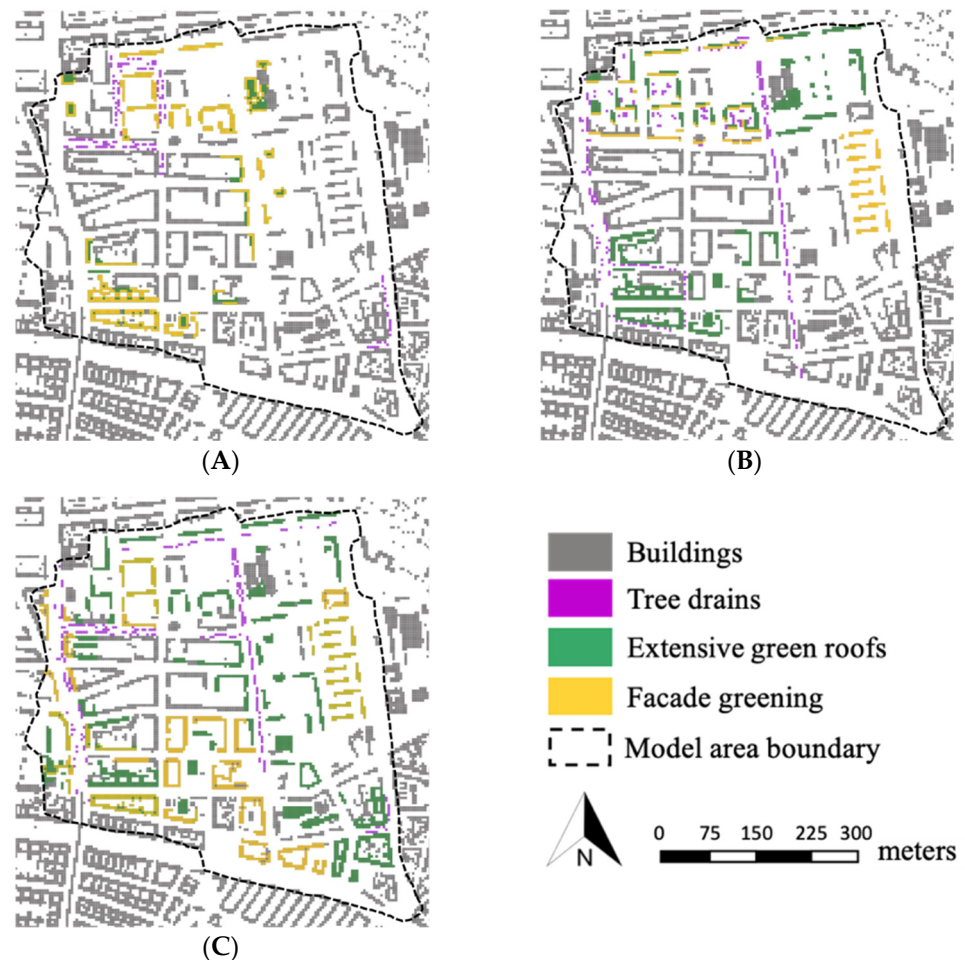 (A)
(B)
(C)
Buildings
Tree drains
Extensive green roofs
Facade greening
Model area boundary
N
0 75 150 225 300 meters